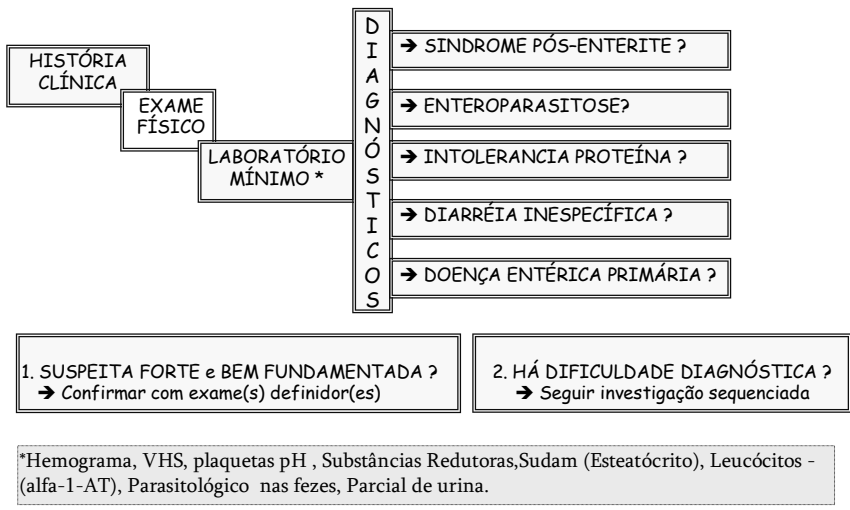 HISTÓRIA
CLÍNICA
EXAME
FÍSICO
LABORATÓRIO
MÍNIMO *
D
I
A
G
N
Ó
S
T
I
C
O
S
➔ SINDROME PÓS-ENTERITE ?
➔ ENTEROPARASITOSE?
➔ INTOLERANCIA PROTEÍNA ?
➔ DIARRÉIA INESPECÍFICA ?
➔ DOENÇA ENTÉRICA PRIMÁRIA ?
1. SUSPEITA FORTE e BEM FUNDAMENTADA ?
➔ Confirmar com exame(s) definidor(es)
2. HÁ DIFICULDADE DIAGNÓSTICA ?
➔ Seguir investigação sequenciada
*Hemograma, VHS, plaquetas pH , Substâncias Redutoras,Sudam (Esteatócrito), Leucócitos -
(alfa-1-AT), Parasitológico nas fezes, Parcial de urina.